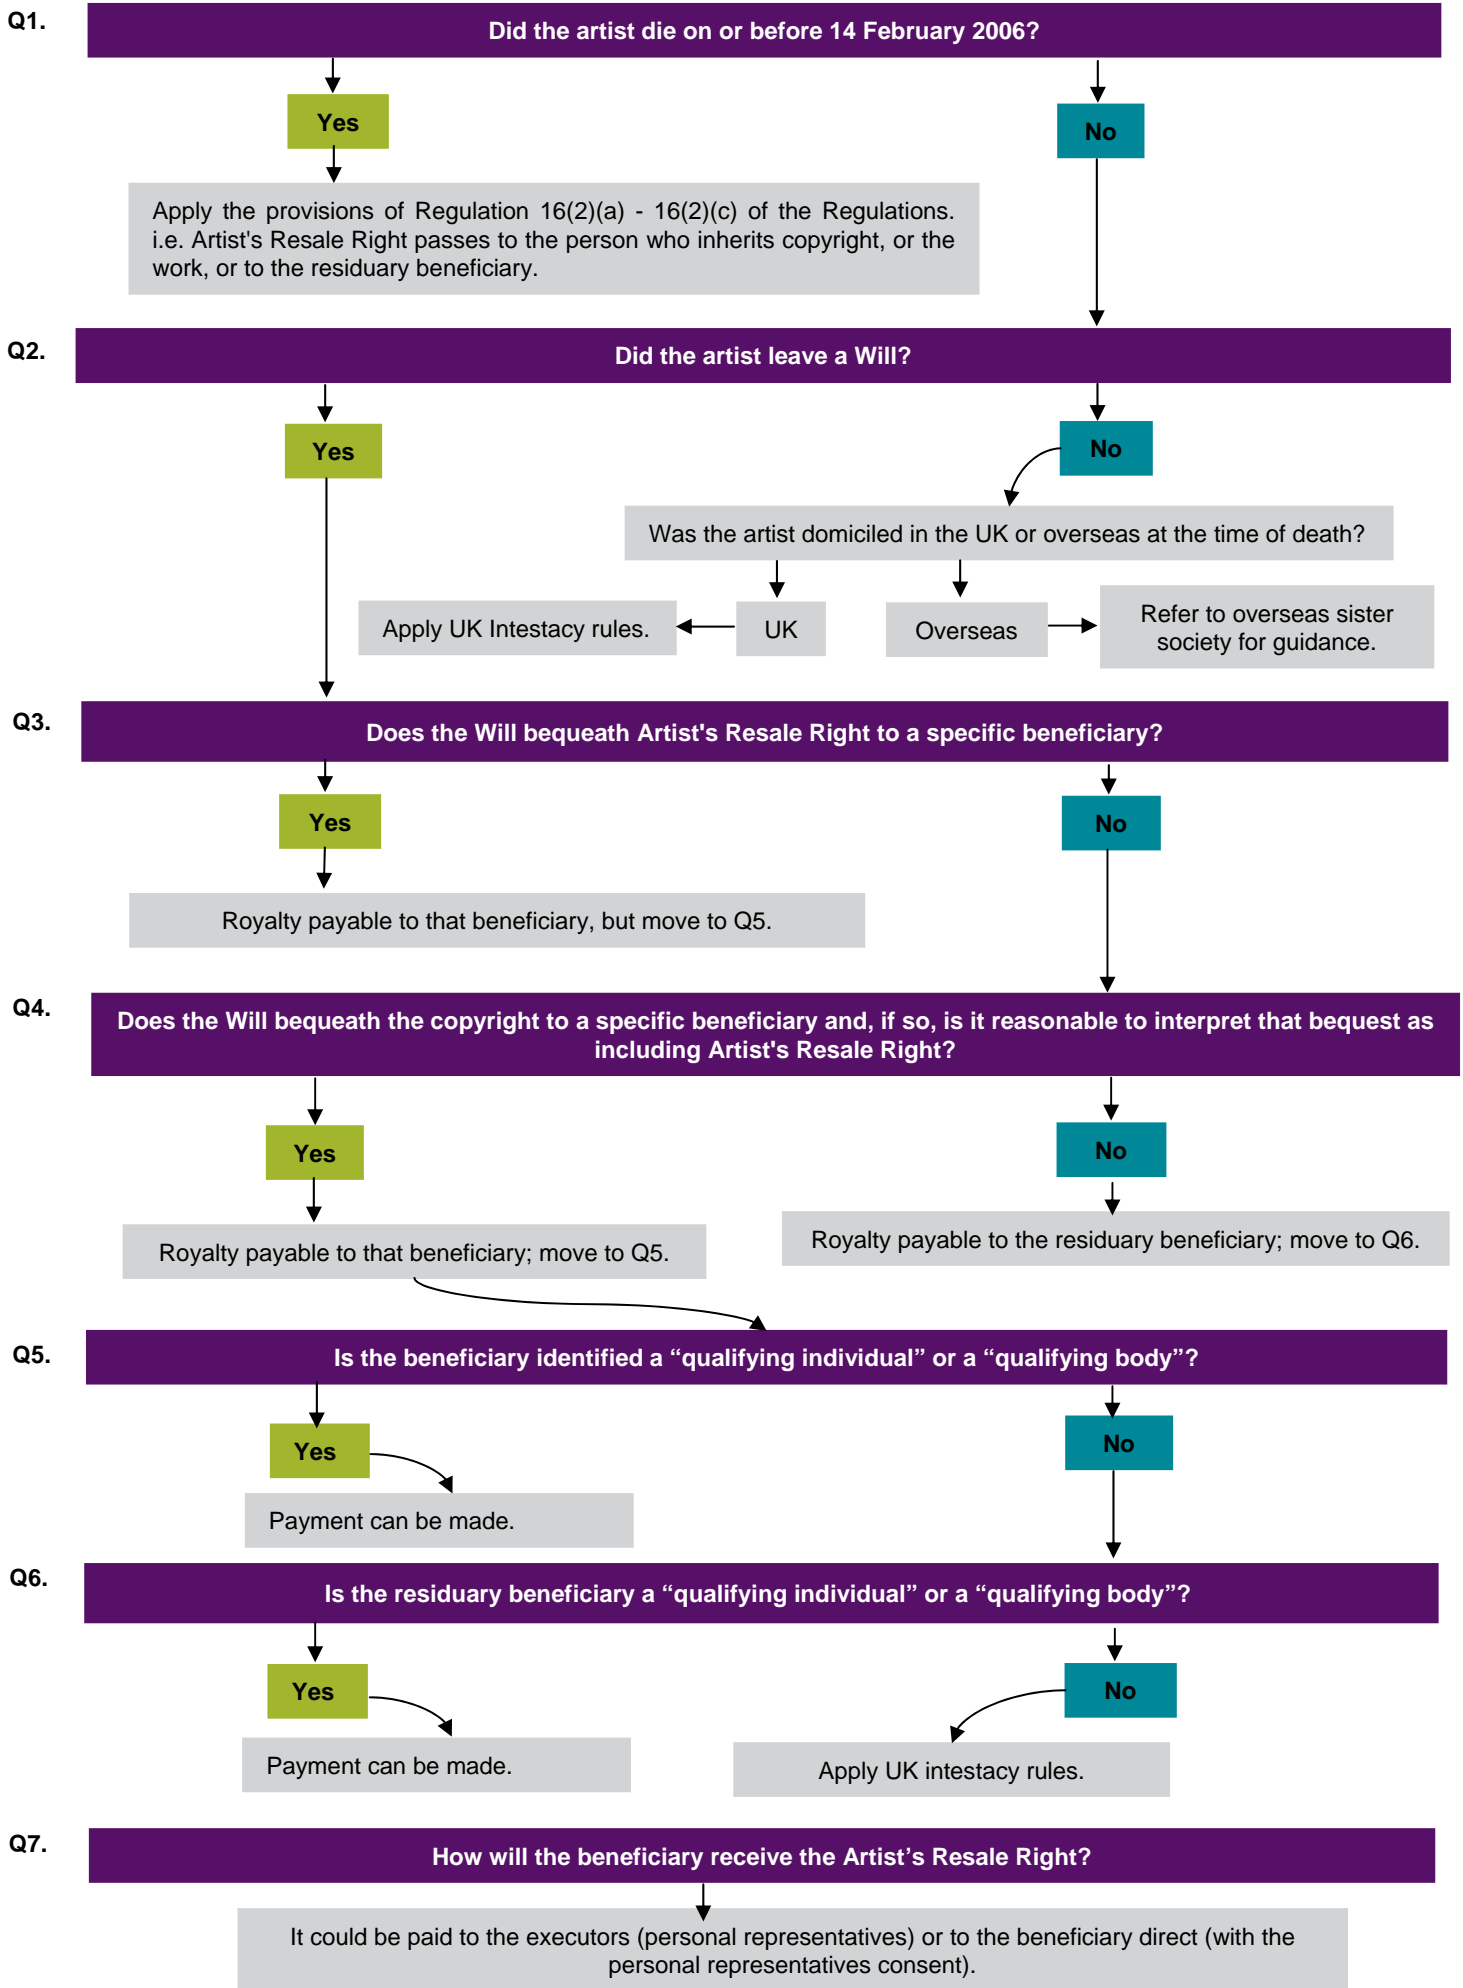 Q1.
Did the artist die on or before 14 February 2006?
Yes
No
Apply the provisions of Regulation 16(2)(a) - 16(2)(c) of the Regulations.
i.e. Artist's Resale Right passes to the person who inherits copyright, or the
work, or to the residuary beneficiary.
Q2.
Did the artist leave a Will?
Yes
No
Was the artist domiciled in the UK or overseas at the time of death?
Apply UK Intestacy rules.
UK
Overseas
Refer to overseas sister
society for guidance.
Q3.
Does the Will bequeath Artist's Resale Right to a specific beneficiary?
Yes
No
Royalty payable to that beneficiary, but move to Q5.
Q4.
Does the Will bequeath the copyright to a specific beneficiary and, if so, is it reasonable to interpret that bequest as
including Artist's Resale Right?
Yes
No
Royalty payable to that beneficiary; move to Q5.
Royalty payable to the residuary beneficiary; move to Q6.
Q5.
Is the beneficiary identified a “qualifying individual” or a “qualifying body”?
Yes
No
Payment can be made.
Q6.
Is the residuary beneficiary a “qualifying individual” or a “qualifying body”?
Yes
No
Payment can be made.
Apply UK intestacy rules.
Q7.
How will the beneficiary receive the Artist’s Resale Right?
It could be paid to the executors (personal representatives) or to the beneficiary direct (with the
personal representatives consent).